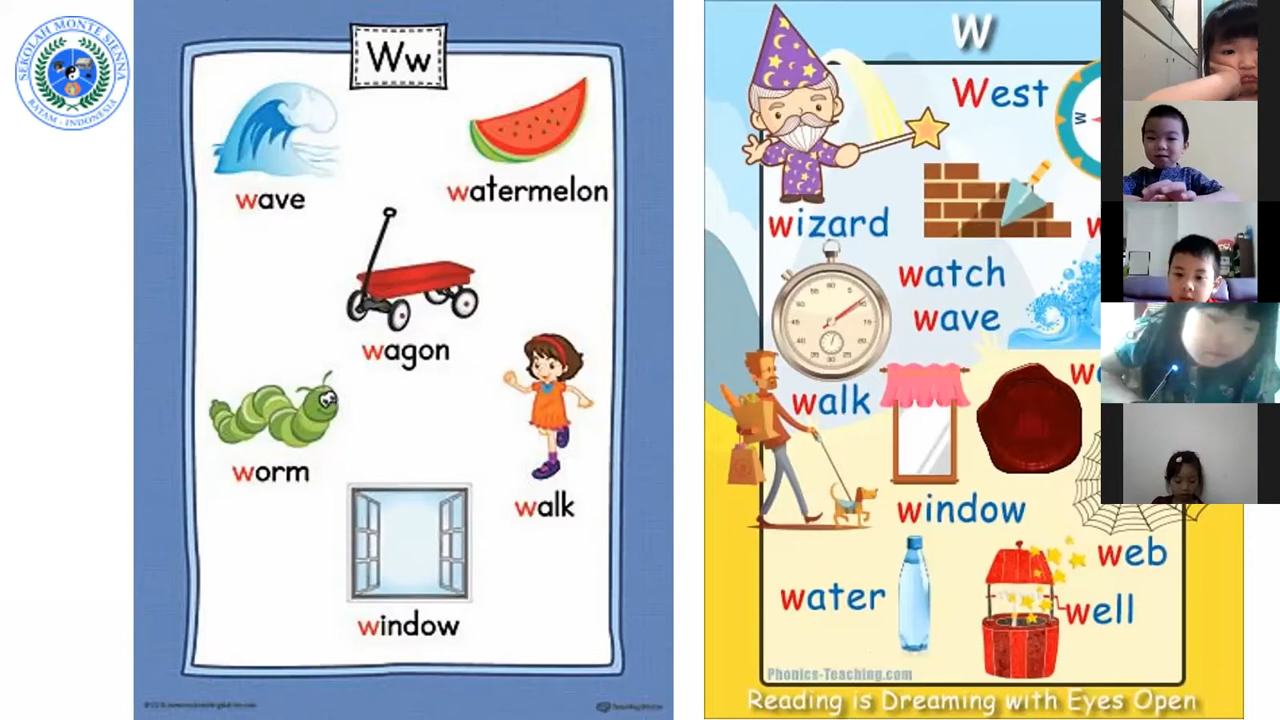 SEKOLAH MONTE SIENNA
BATAM - INDONESIA
Ww
wave
watermelon
wagon
worm
walk
window
W
West
W
wizard
watch
wave
walk
window
web
water
well
Phonics-Teaching.com
Reading is Dreaming with Eyes Open